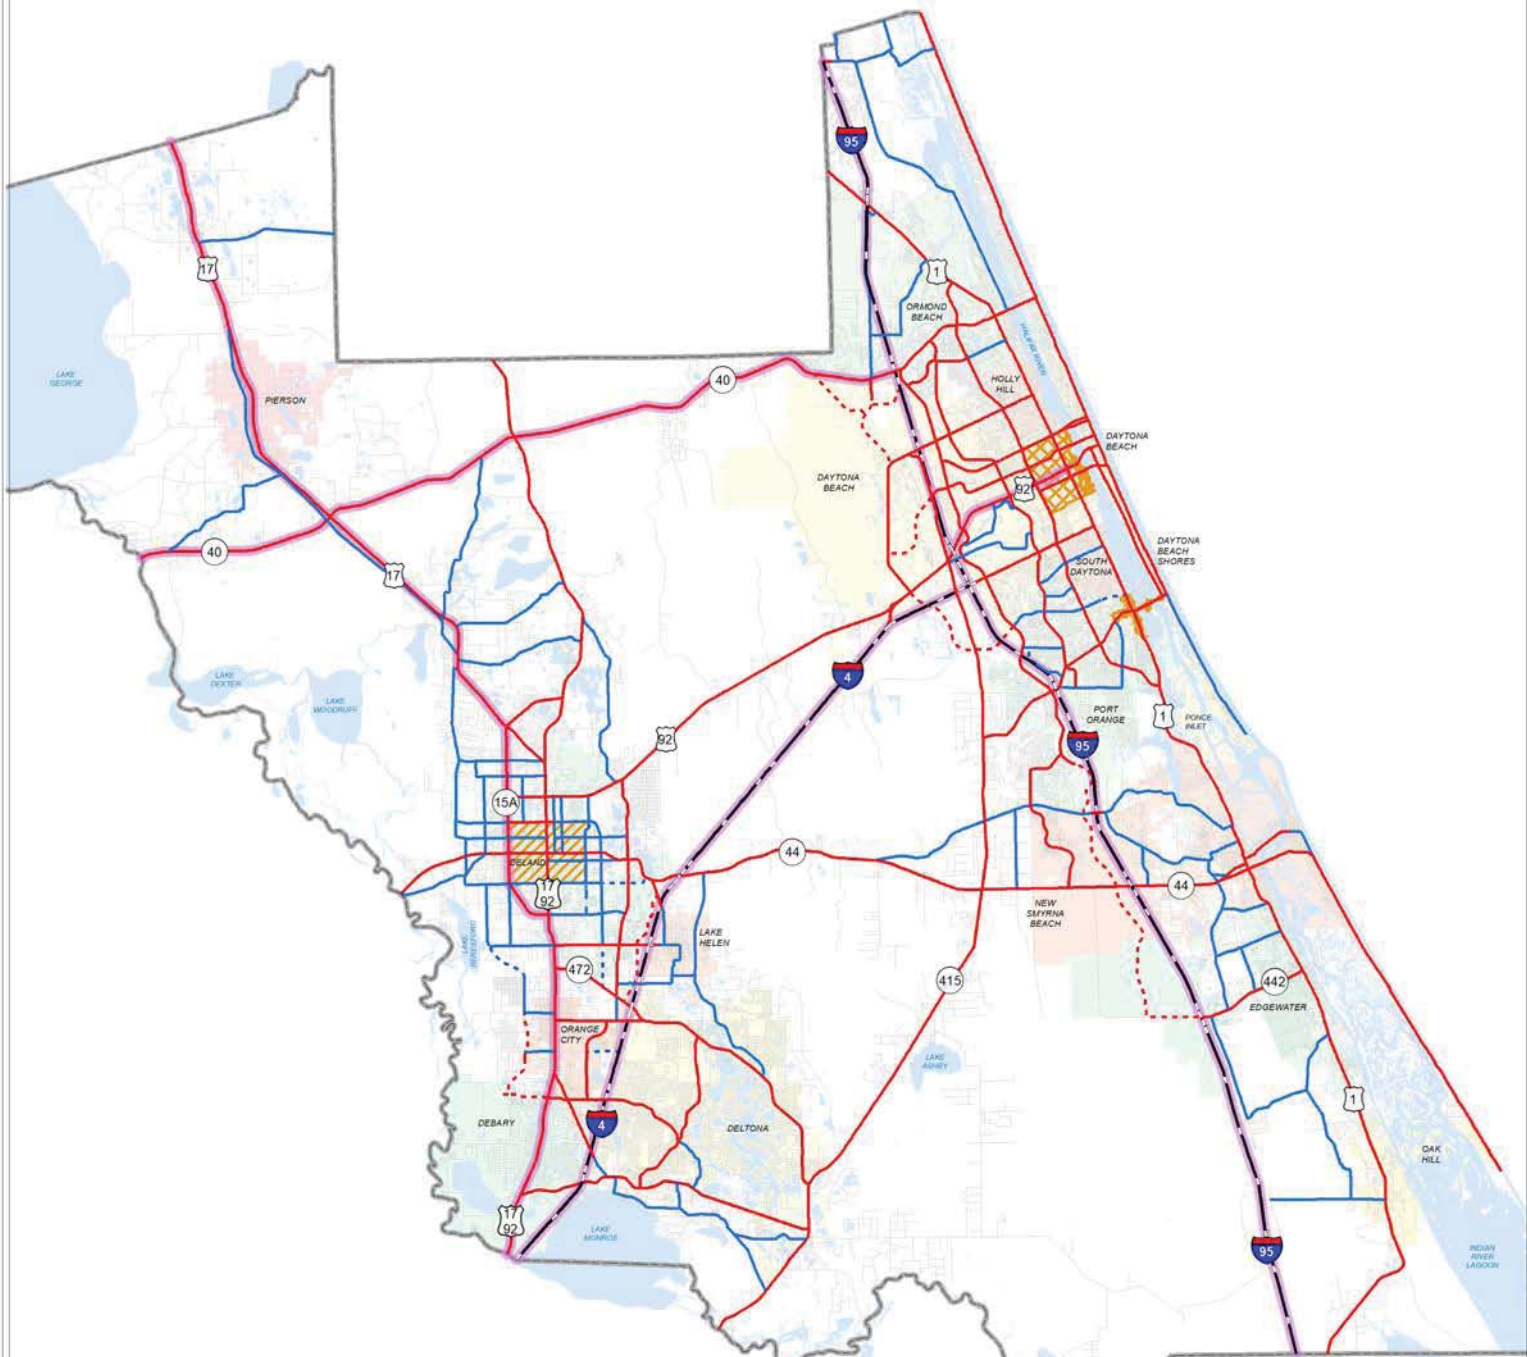 95
17
1
ORMOND
BEACH
HALIFAX RIVER
LAKE
GEORGE
40
HOLLY
HILL
PIERSON
DAYTONA
BEACH
DAYTONA
BEACH
92
40
17
DAYTONA
BEACH
SHORES
SOUTH
DAYTONA
LAKE
DEXTER
4
LAKE
WOODRUFF
PORT
ORANGE
1
PONCE
INLET
92
95
15A
44
DELAND
44
17
92
NEW
SMYRNA
BEACH
LAKE
HELEN
LAKE
BERESFORD
472
415
442
EDGEWATER
ORANGE
CITY
LAKE
ASHBY
1
DEBARY
4
DELTONA
OAK
HILL
17
92
LAKE
MONROE
95
INDIAN
RIVER
LAGOON